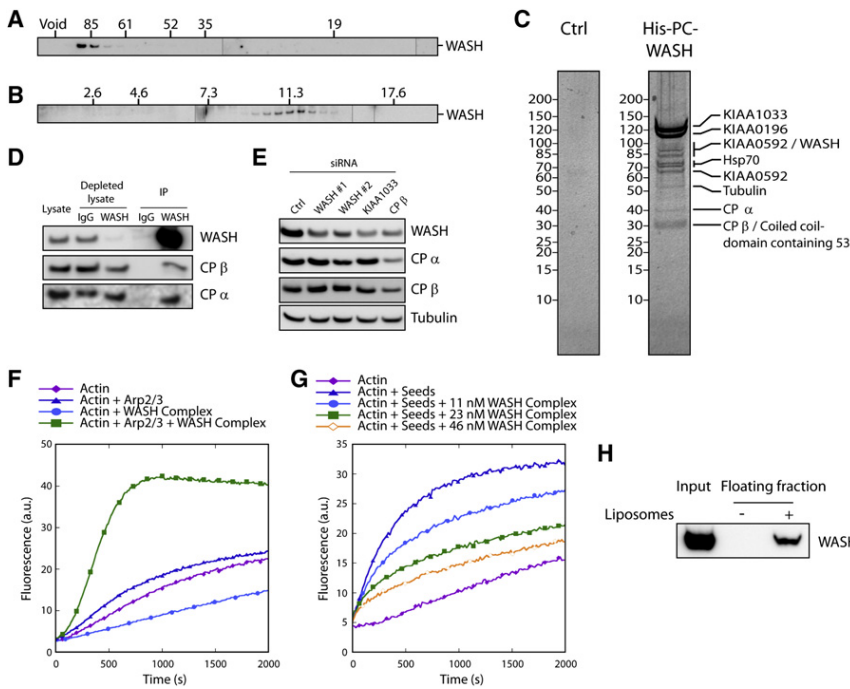 A
Void 85 61 52 35 19
WASH
B
2.6 4.6 7.3 11.3 17.6
WASH
C
Ctrl
His-PC-
WASH
200
150
120
100
85
70
60
50
40
30
25
20
15
10
200
150
120
100
85
70
60
50
40
30
25
20
15
10
KIAA1033
KIAA0196
KIAA0592 / WASH
Hsp70
KIAA0592
Tubulin
CP α
CP β / Coiled coil-
domain containing 53
D
Depleted
lysate
IP
Lysate IgG WASH IgG WASH
WASH
CP β
CP α
E
siRNA
Ctrl WASH #1 WASH #2 KIAA1033 CP β
WASH
CP α
CP β
Tubulin
F
Actin
Actin + Arp2/3
Actin + WASH Complex
Actin + Arp2/3 + WASH Complex
Fluorescence (a.u.)
50
40
30
20
10
0
0 500 1000 1500 2000
Time (s)
G
Actin
Actin + Seeds
Actin + Seeds + 11 nM WASH Complex
Actin + Seeds + 23 nM WASH Complex
Actin + Seeds + 46 nM WASH Complex
Fluorescence (a.u.)
35
30
25
20
15
10
5
0
0 500 1000 1500 2000
Time (s)
H
Input Floating fraction
Liposomes - +